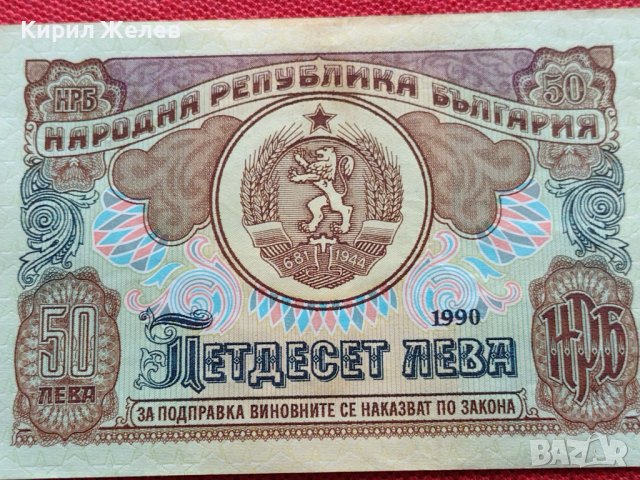 Кирил Желев
НРБ
50
НАРОДНА РЕПУБЛИКА БЪЛГАРИЯ
681 1944
1990
50
ЛЕВА
ПЕТДЕСЕТ ЛЕВА
НРБ
ЗА ПОДПРАВКА ВИНОВНИТЕ СЕ НАКАЗВАТ ПО ЗАКОНА
BAZAR